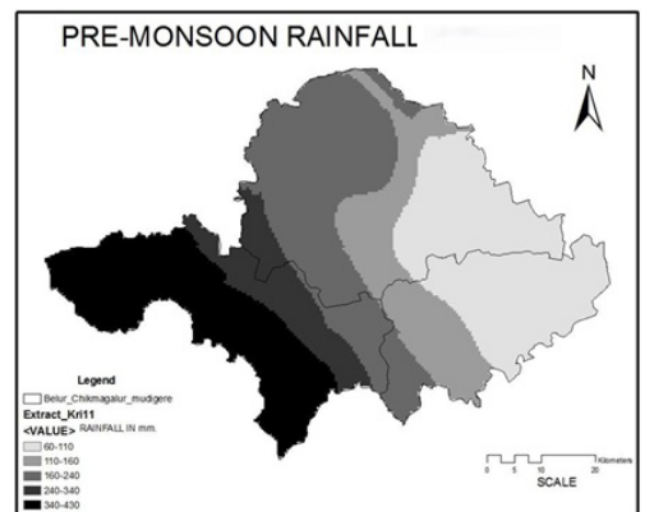 PRE-MONSOON RAINFALL
N
Legend
Belur_Chikmagalur_mudigere
Extract_Kri11
<VALUE> RAINFALL IN mm.
60-110
110-160
160-240
240-340
340-430
0 5 10 20 Kilometers
SCALE